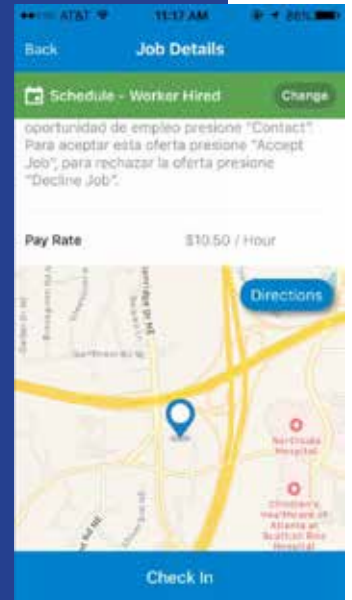 AT&T 11:17 AM 86%
Back Job Details
Schedule - Worker Hired Change
oportunidad de empleo presione "Contact".
Para aceptar esta oferta presione "Accept
Job", para rechazar la oferta presione
"Decline Job".
Pay Rate $10.50 / Hour
Directions
Northside
Hospital
Children's
Healthcare of
Atlanta at
Scottish Rite
Hospital
Check In